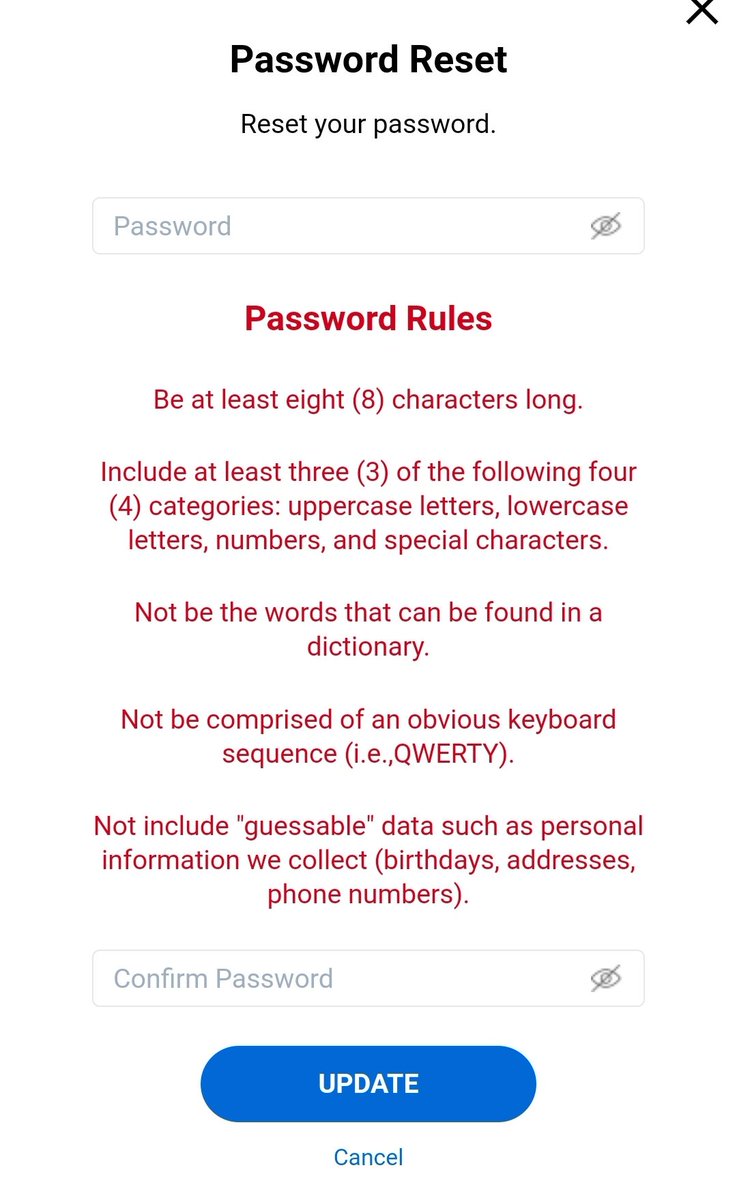 Password Reset
Reset your password.
Password
Password Rules
Be at least eight (8) characters long.
Include at least three (3) of the following four
(4) categories: uppercase letters, lowercase
letters, numbers, and special characters.
Not be the words that can be found in a
dictionary.
Not be comprised of an obvious keyboard
sequence (i.e.,QWERTY).
Not include "guessable" data such as personal
information we collect (birthdays, addresses,
phone numbers).
Confirm Password
UPDATE
Cancel